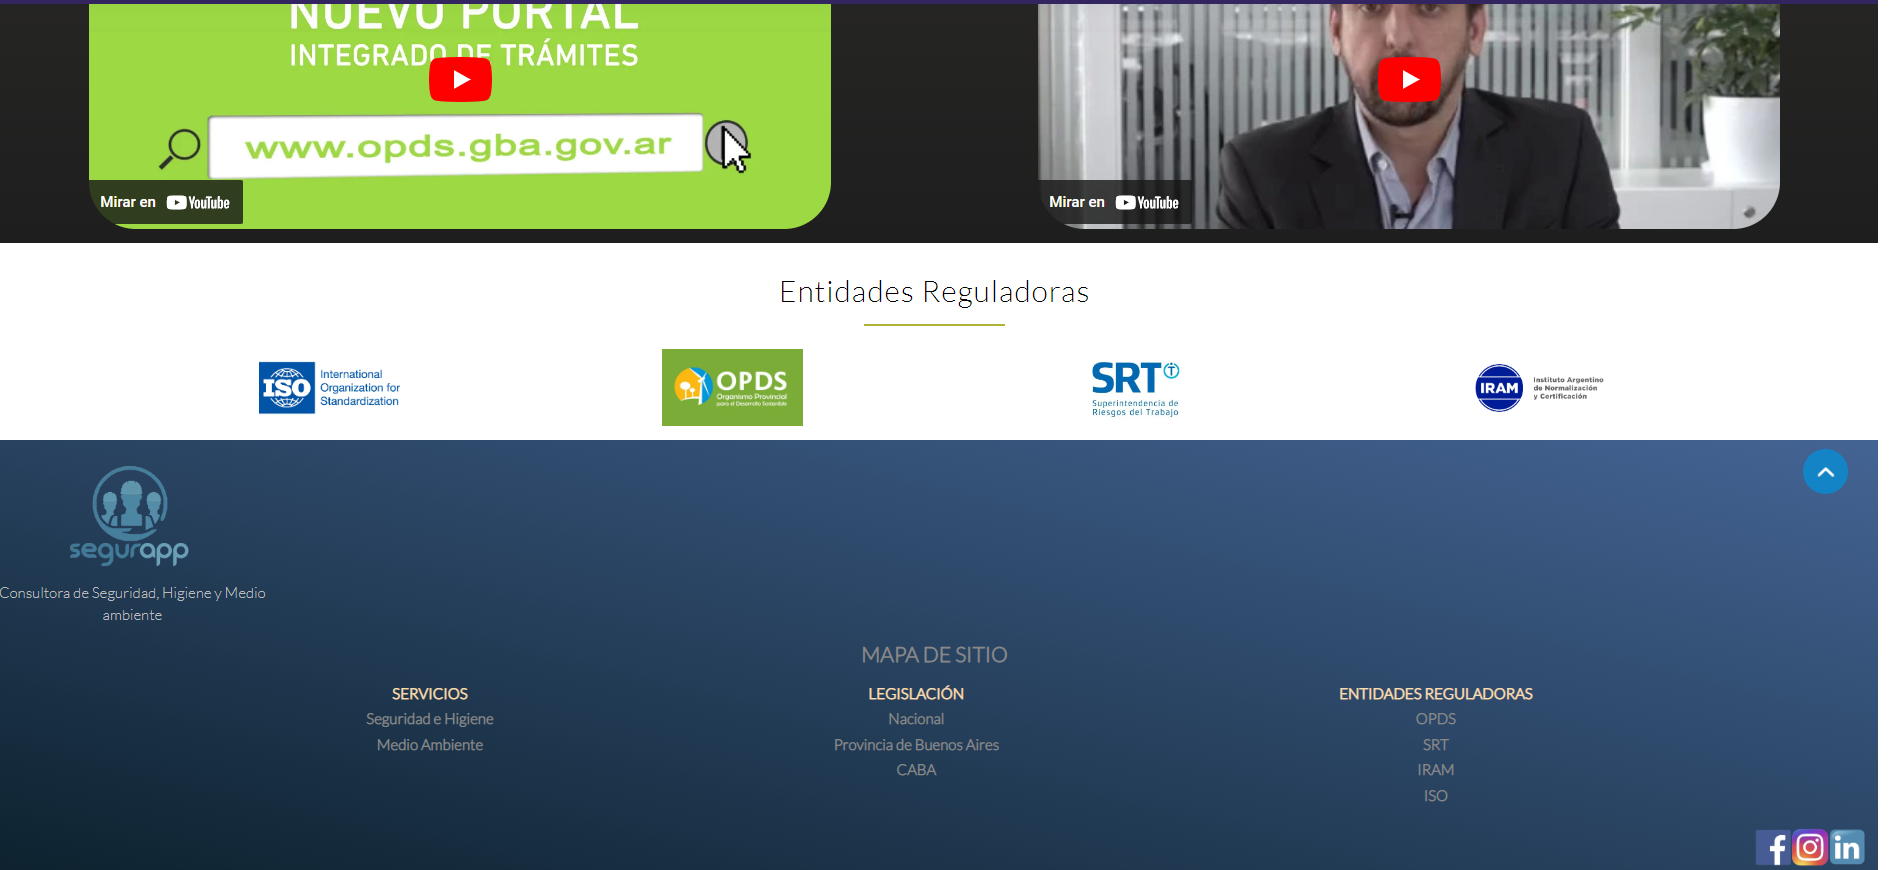 NUEVO PORTAL
INTEGRADO DE TRÁMITES
www.opds.gba.gov.ar
Mirar en YouTube
Mirar en YouTube
Entidades Reguladoras
ISO
International
Organization for
Standardization
OPDS
Organismo Provincial
para el Desarrollo Sostenible
SRT
Superintendencia de
Riesgos del Trabajo
IRAM
Instituto Argentino
de Normalización
y Certificación
segurapp
Consultora de Seguridad, Higiene y Medio
ambiente
MAPA DE SITIO
SERVICIOS
Seguridad e Higiene
Medio Ambiente
LEGISLACIÓN
Nacional
Provincia de Buenos Aires
CABA
ENTIDADES REGULADORAS
OPDS
SRT
IRAM
ISO
f
in